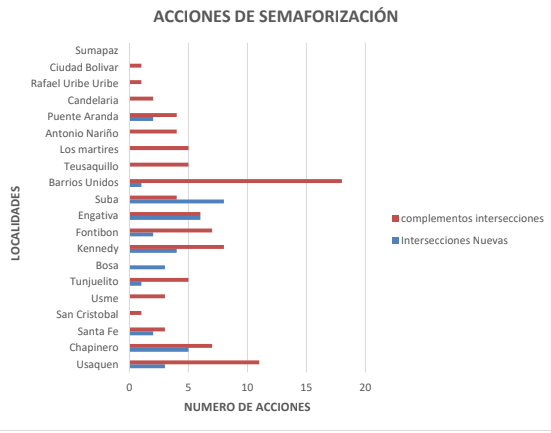 ACCIONES DE SEMAFORIZACIÓN
Sumapaz
Ciudad Bolivar
Rafael Uribe Uribe
Candelaria
Puente Aranda
Antonio Nariño
Los martires
Teusaquillo
Barrios Unidos
Suba
Engativa
Fontibon
Kennedy
Bosa
Tunjuelito
Usme
San Cristobal
Santa Fe
Chapinero
Usaquen
LOCALIDADES
0 5 10 15 20
NUMERO DE ACCIONES
complementos intersecciones
Intersecciones Nuevas